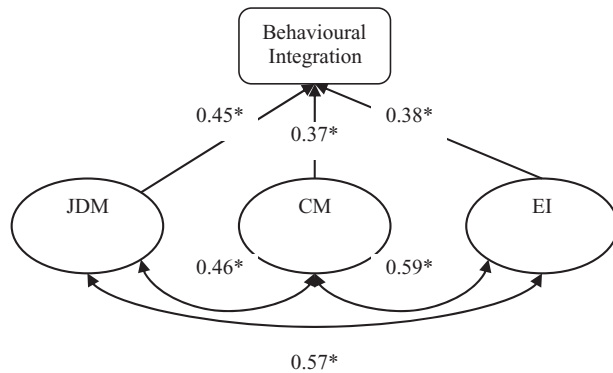 Behavioural
Integration
0.45*
0.37*
0.38*
JDM
CM
EI
0.46*
0.59*
0.57*